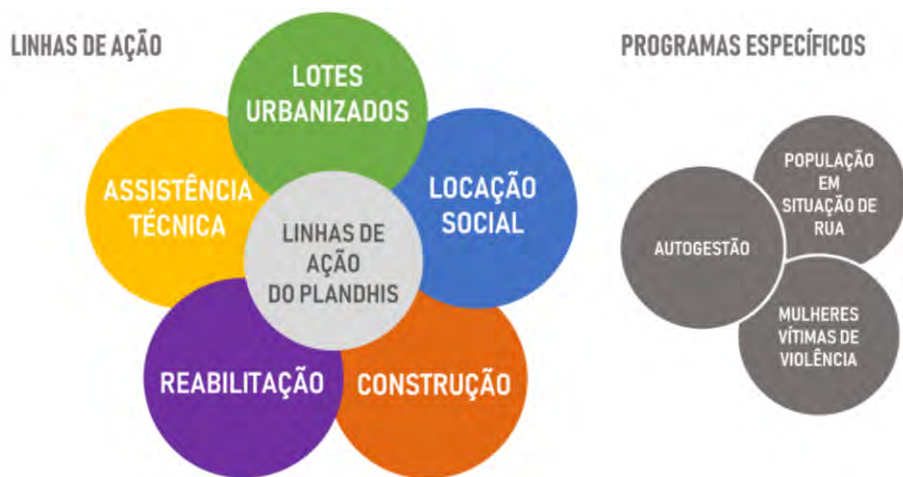 LINHAS DE AÇÃO
LOTES
URBANIZADOS
ASSISTÊNCIA
TÉCNICA
LOCAÇÃO
SOCIAL
LINHAS DE
AÇÃO
DO PLANDHIS
REABILITAÇÃO
CONSTRUÇÃO
PROGRAMAS ESPECÍFICOS
POPULAÇÃO
EM
SITUAÇÃO DE
RUA
AUTOGESTÃO
MULHERES
VÍTIMAS DE
VIOLÊNCIA